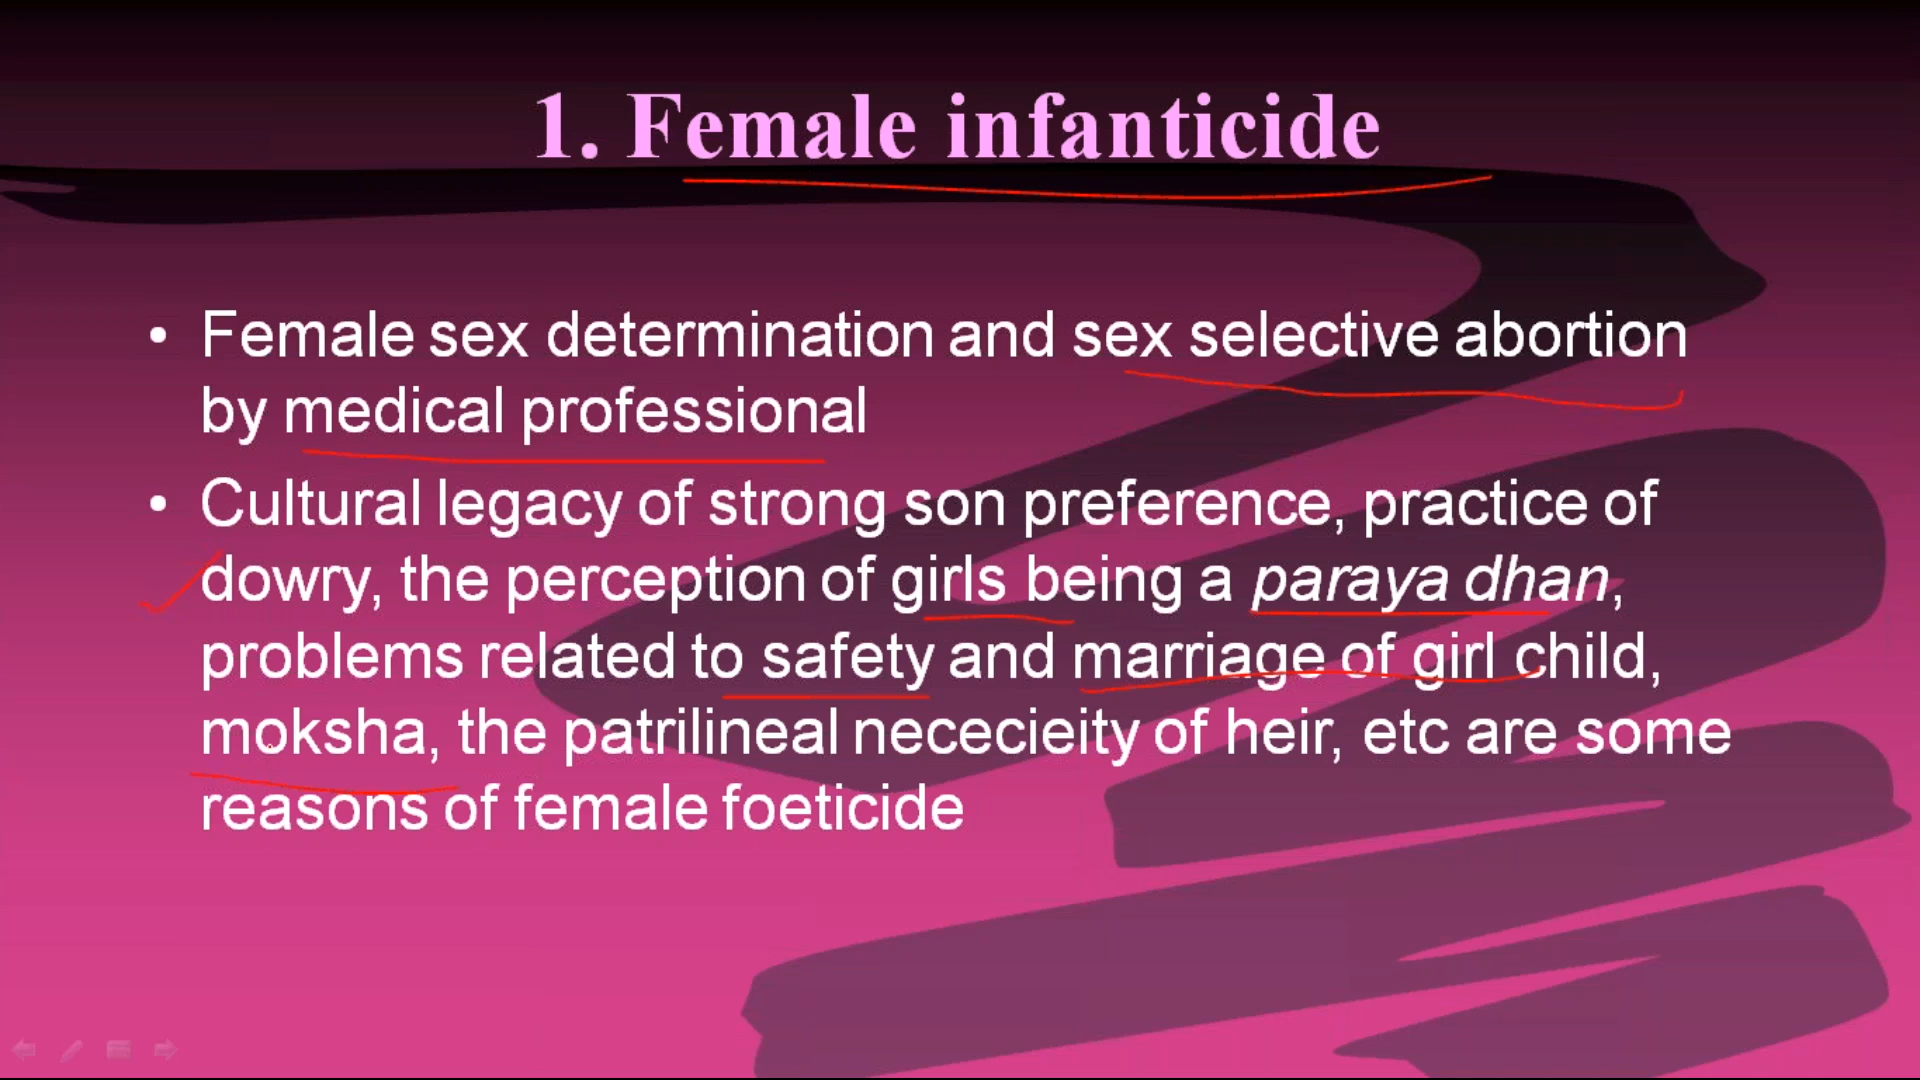 1. Female infanticide
• Female sex determination and sex selective abortion
by medical professional
• Cultural legacy of strong son preference, practice of
dowry, the perception of girls being a paraya dhan,
problems related to safety and marriage of girl child,
moksha, the patrilineal nececieity of heir, etc are some
reasons of female foeticide